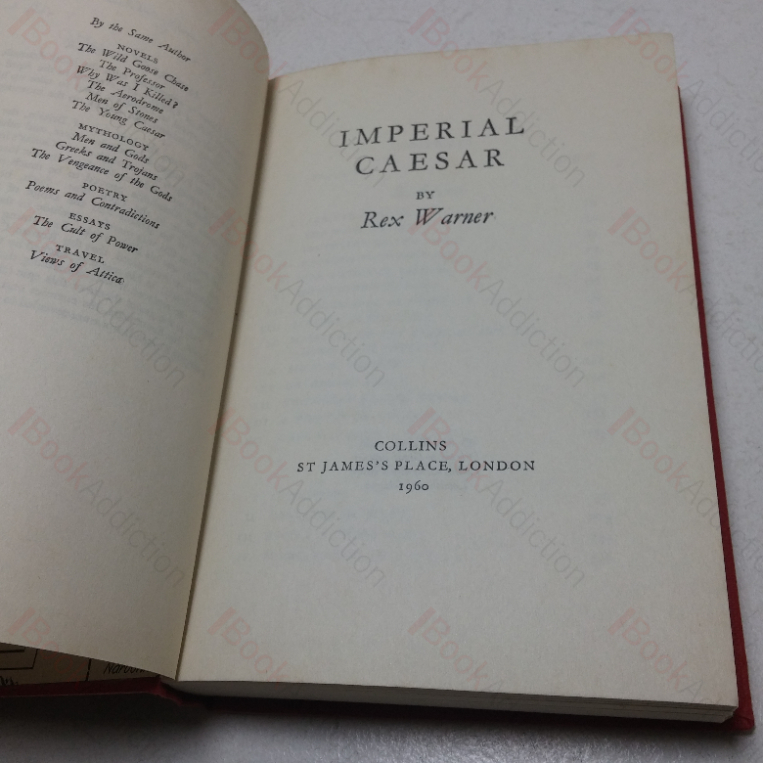 By the Same Author
NOVELS
The Wild Goose Chase
The Professor
Why Was I Killed?
The Aerodrome
Men of Stones
The Young Caesar
MYTHOLOGY
Men and Gods
Greeks and Trojans
The Vengeance of the Gods
POETRY
Poems and Contradictions
ESSAYS
The Cult of Power
TRAVEL
Views of Attica
IMPERIAL
CAESAR
BY
Rex Warner
COLLINS
ST JAMES'S PLACE, LONDON
1960
BookAddiction